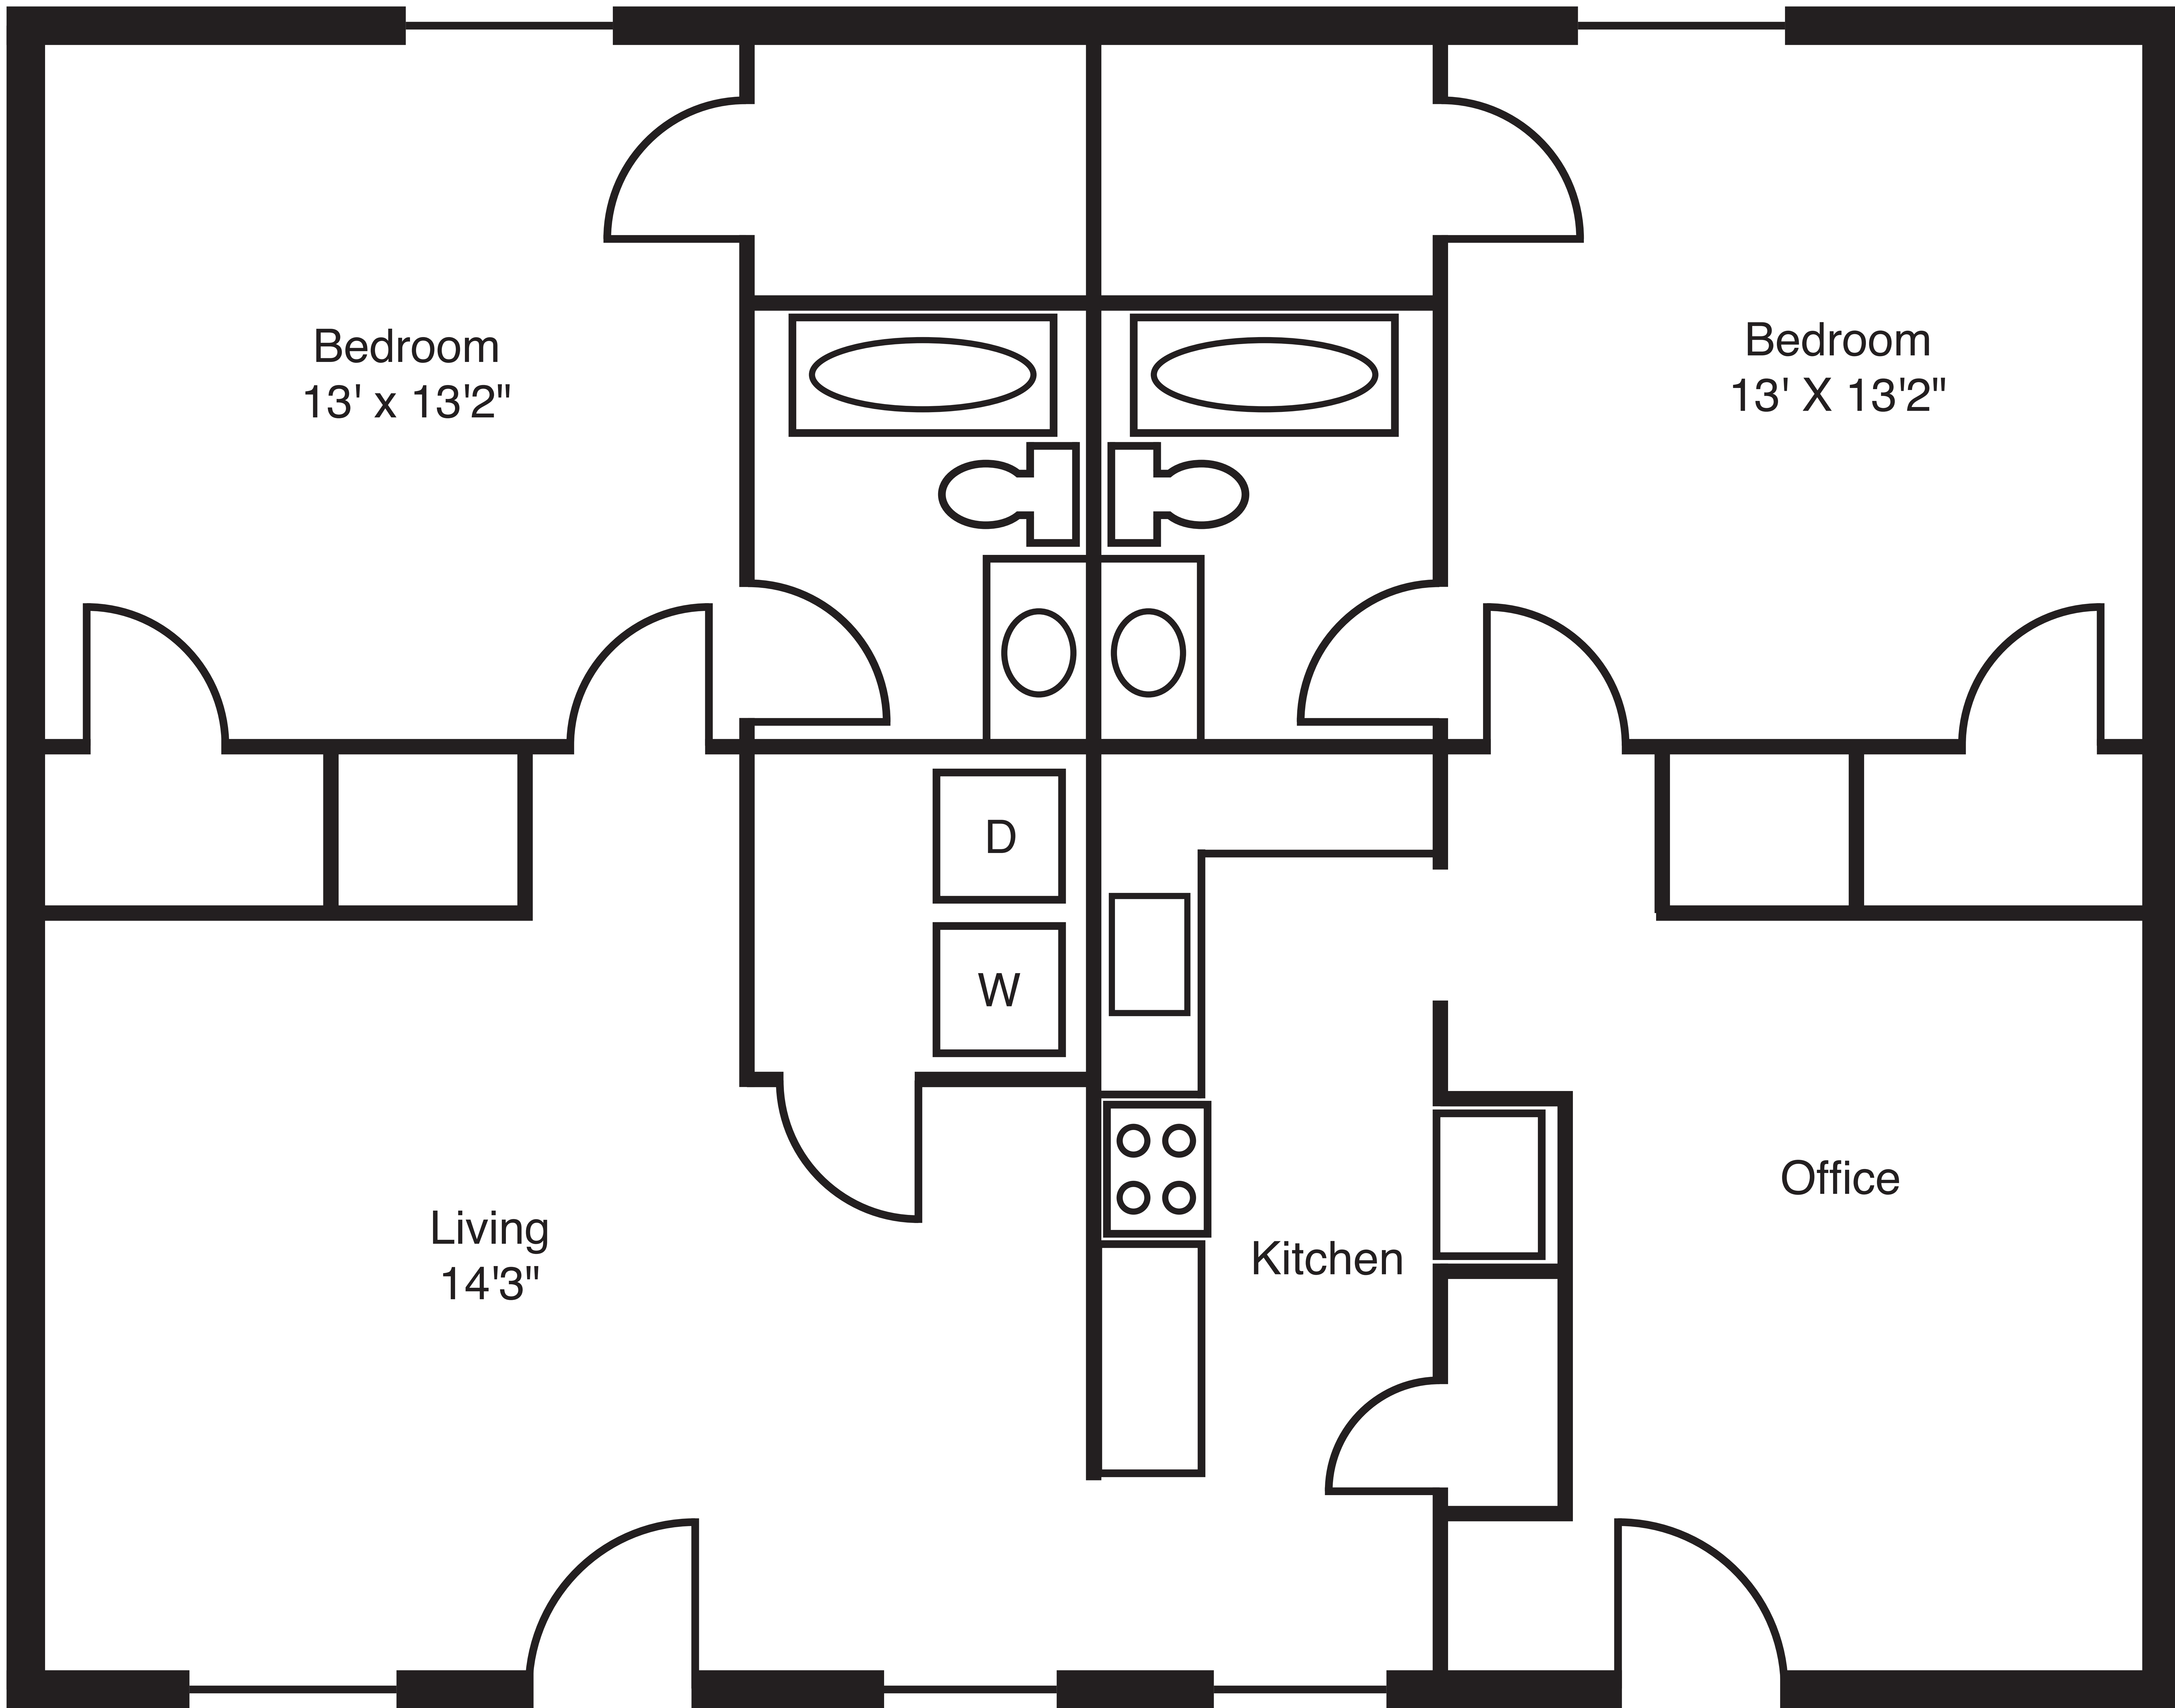 Bedroom
13' x 13'2"
Bedroom
13' X 13'2"
D
W
Living
14'3"
Kitchen
Office